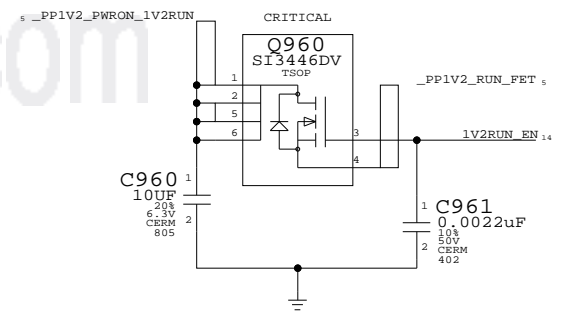 5 _PP1V2_PWRON_1V2RUN
CRITICAL
Q960
SI3446DV
TSOP
1
2
5
6
3
4
_PP1V2_RUN_FET 5
1V2RUN_EN 14
C960
10UF
20%
6.3V
CERM
805
1
2
C961
0.0022uF
10%
50V
CERM
402
1
2
com